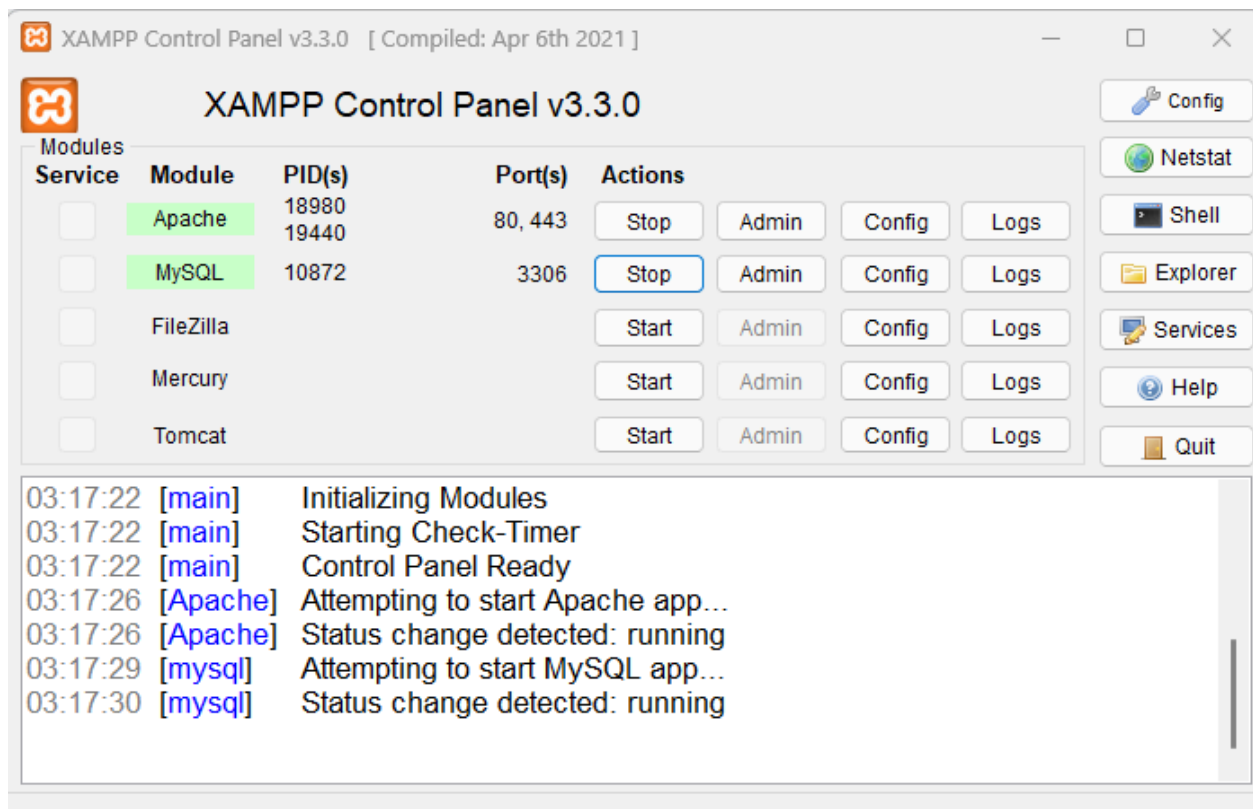 XAMPP Control Panel v3.3.0 [ Compiled: Apr 6th 2021 ]
XAMPP Control Panel v3.3.0
Config
Modules
Netstat
Service Module PID(s) Port(s) Actions
Apache 18980 19440 80, 443 Stop Admin Config Logs
Shell
MySQL 10872 3306 Stop Admin Config Logs
Explorer
FileZilla Start Admin Config Logs
Services
Mercury Start Admin Config Logs
Help
Tomcat Start Admin Config Logs
Quit
03:17:22 [main] Initializing Modules
03:17:22 [main] Starting Check-Timer
03:17:22 [main] Control Panel Ready
03:17:26 [Apache] Attempting to start Apache app...
03:17:26 [Apache] Status change detected: running
03:17:29 [mysql] Attempting to start MySQL app...
03:17:30 [mysql] Status change detected: running